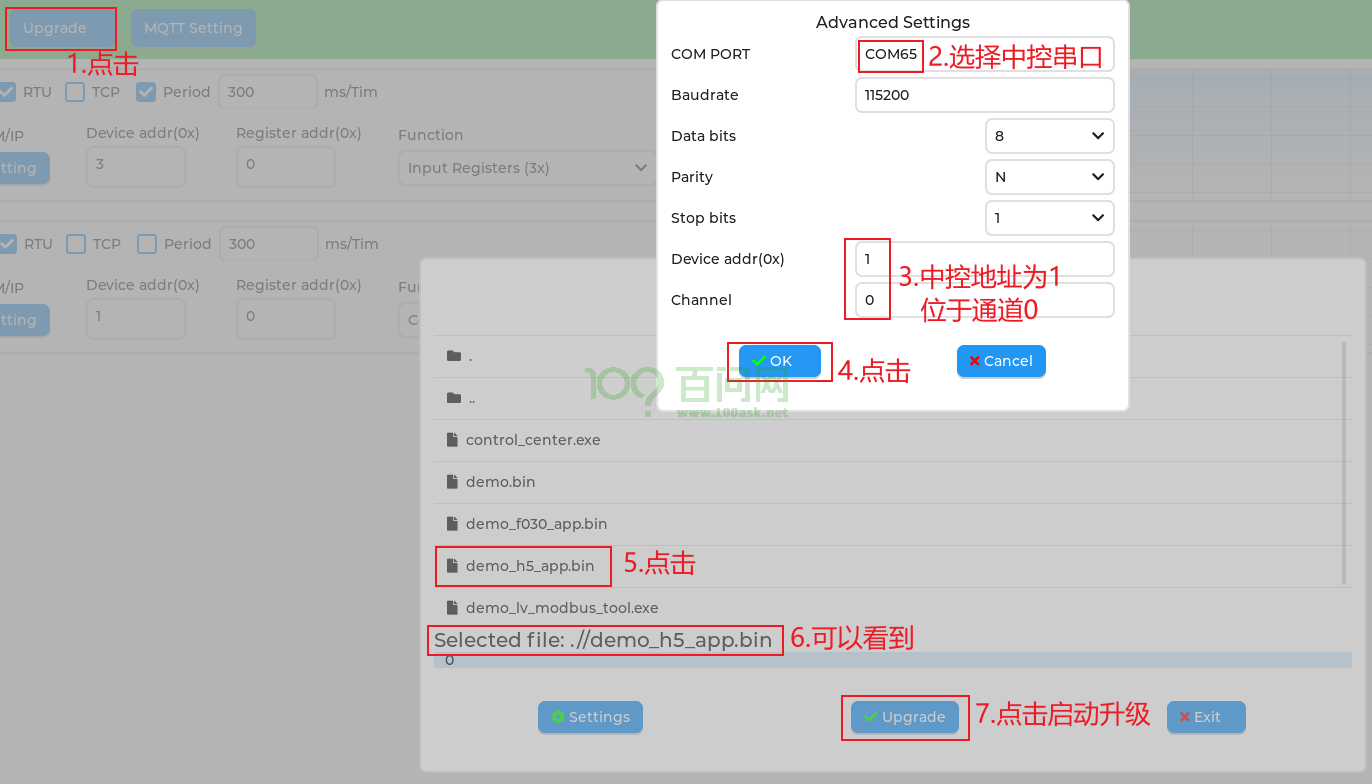 Upgrade
MQTT Setting
1.点击
RTU
TCP
Period
300
ms/Tim
M/IP
Device addr(0x)
Register addr(0x)
Function
tting
3
0
Input Registers (3x)
RTU
TCP
Period
300
ms/Tim
M/IP
Device addr(0x)
Register addr(0x)
Fu
tting
1
0
C
Advanced Settings
COM PORT
COM65
2.选择中控串口
Baudrate
115200
Data bits
8
Parity
N
Stop bits
1
Device addr(0x)
1
3.中控地址为1
Channel
0
位于通道0
OK
Cancel
4.点击
100?百问网
www.100ask.net
.
..
control_center.exe
demo.bin
demo_f030_app.bin
demo_h5_app.bin
5.点击
demo_lv_modbus_tool.exe
Selected file: .//demo_h5_app.bin
6.可以看到
0
Settings
Upgrade
7.点击启动升级
Exit